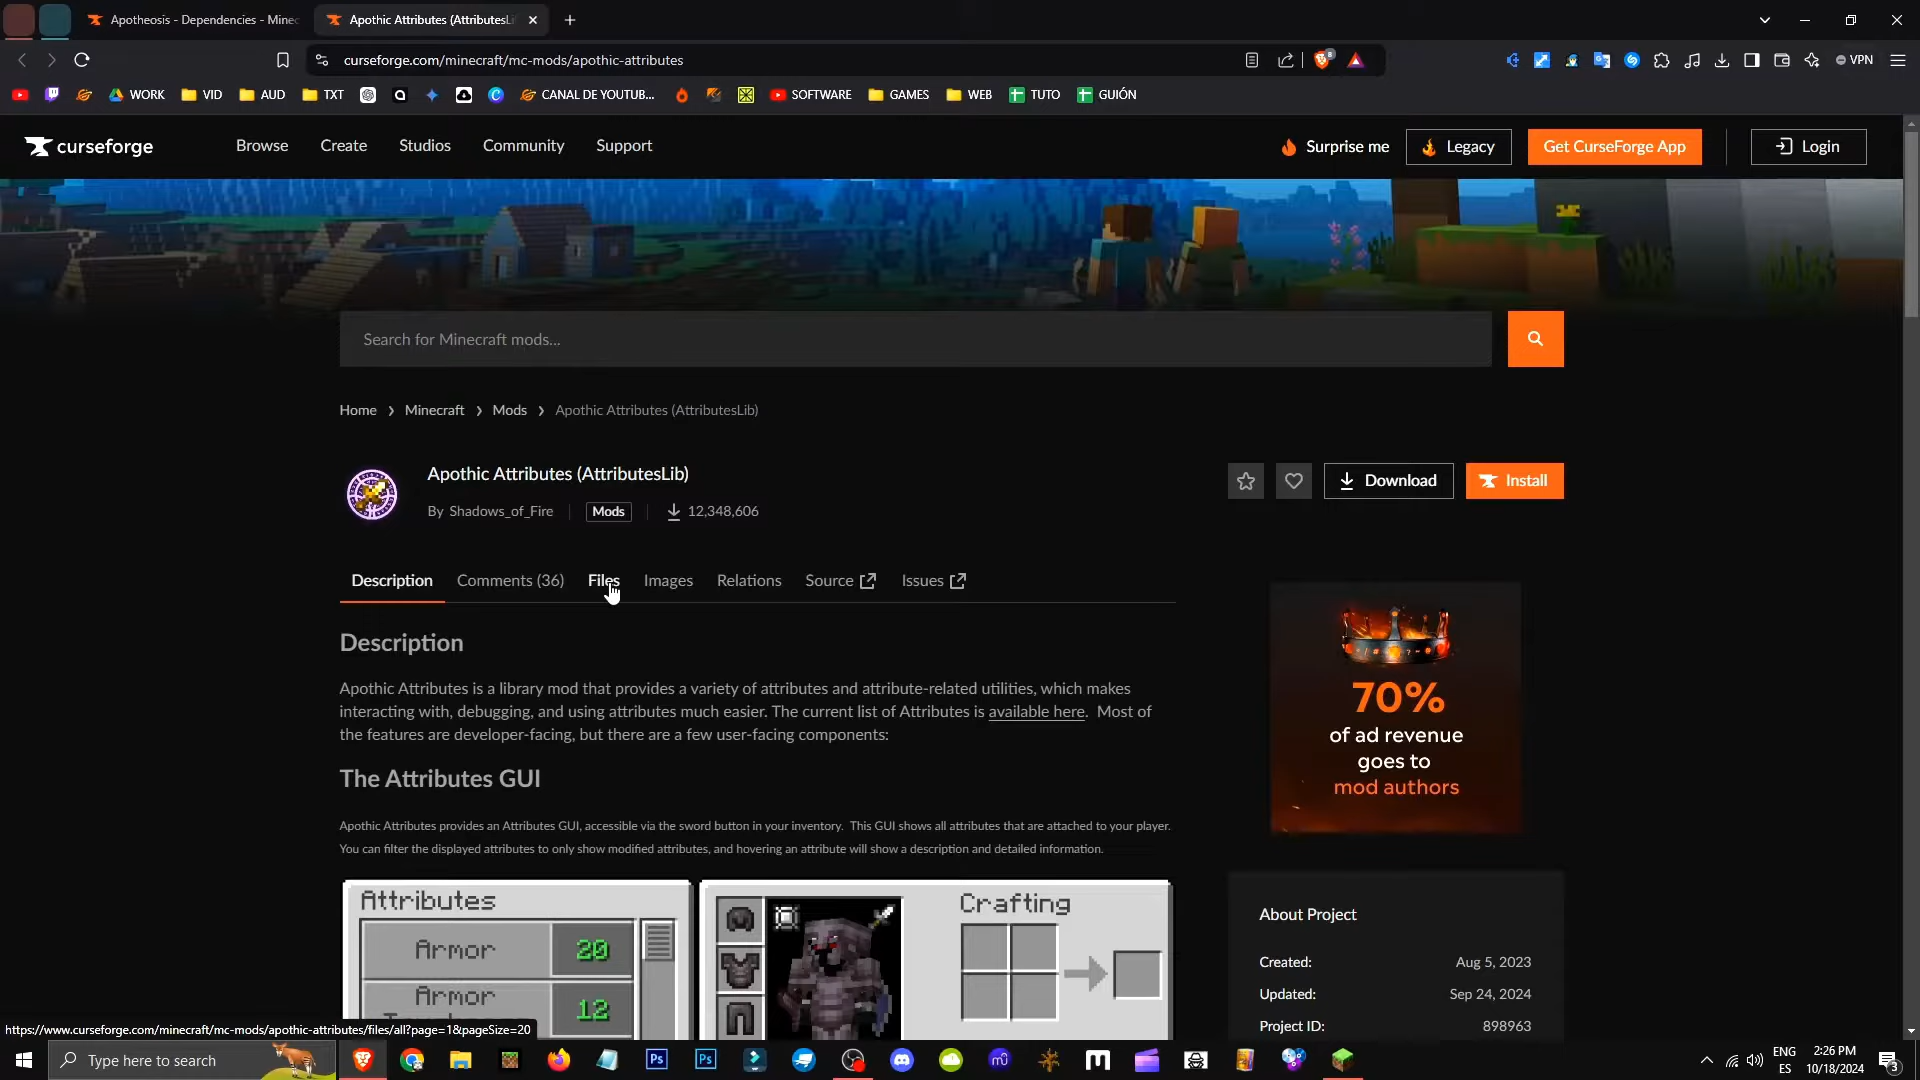 Apotheosis - Dependencies - Minec
Apothic Attributes (AttributesLi
curseforge.com/minecraft/mc-mods/apothic-attributes
8
VPN
WORK
VID
AUD
TXT
CANAL DE YOUTUB...
SOFTWARE
GAMES
WEB
TUTO
GUIÓN
curseforge
Browse
Create
Studios
Community
Support
Surprise me
Legacy
Get CurseForge App
Login
Search for Minecraft mods...
Home
Minecraft
Mods
Apothic Attributes (AttributesLib)
Apothic Attributes (AttributesLib)
By Shadows_of_Fire
Mods
12,348,606
Download
Install
Description
Comments (36)
Files
Images
Relations
Source
Issues
Description
Apothic Attributes is a library mod that provides a variety of attributes and attribute-related utilities, which makes
interacting with, debugging, and using attributes much easier. The current list of Attributes is available here. Most of
the features are developer-facing, but there are a few user-facing components:
The Attributes GUI
Apothic Attributes provides an Attributes GUI, accessible via the sword button in your inventory. This GUI shows all attributes that are attached to your player.
You can filter the displayed attributes to only show modified attributes, and hovering an attribute will show a description and detailed information.
Attributes
Armor 20
Armor 12
Crafting
70%
of ad revenue
goes to
mod authors
About Project
Created: Aug 5, 2023
Updated: Sep 24, 2024
Project ID: 898963
https://www.curseforge.com/minecraft/mc-mods/apothic-attributes/files/all?page=1&pageSize=20
Type here to search
Ps
Ps
ENG
ES
2:26 PM
10/18/2024
3